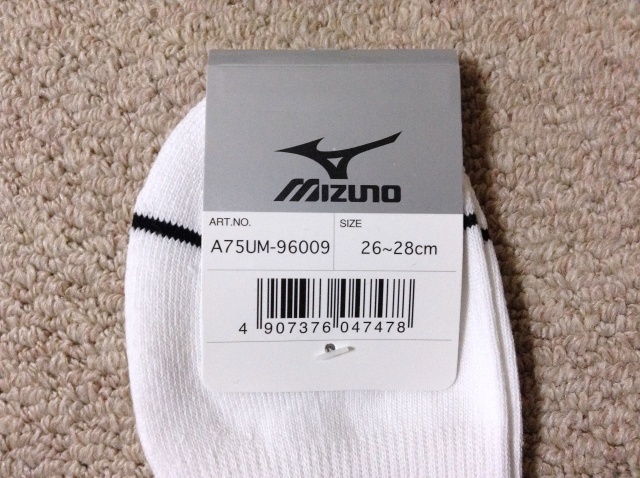 MIZUNO
ART.NO.
SIZE
A75UM-96009
26~28cm
4 907376 047478